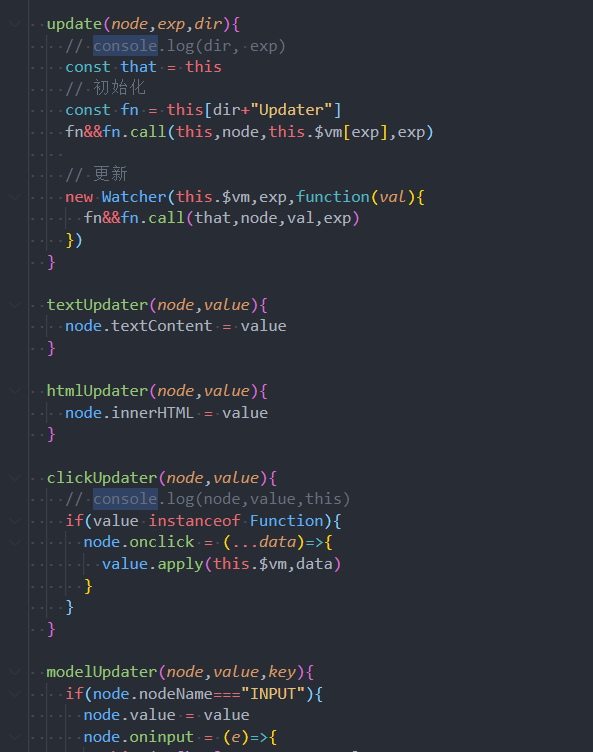 update(node,exp,dir){
// console.log(dir, exp)
const that = this
// 初始化
const fn = this[dir+"Updater"]
fn&&fn.call(this,node,this.$vm[exp],exp)
// 更新
new Watcher(this.$vm,exp,function(val){
fn&&fn.call(that,node,val,exp)
})
}
textUpdater(node,value){
node.textContent = value
}
htmlUpdater(node,value){
node.innerHTML = value
}
clickUpdater(node,value){
// console.log(node,value,this)
if(value instanceof Function){
node.onclick = (...data)=>{
value.apply(this.$vm,data)
}
}
}
modelUpdater(node,value,key){
if(node.nodeName==="INPUT"){
node.value = value
node.oninput = (e)=>{